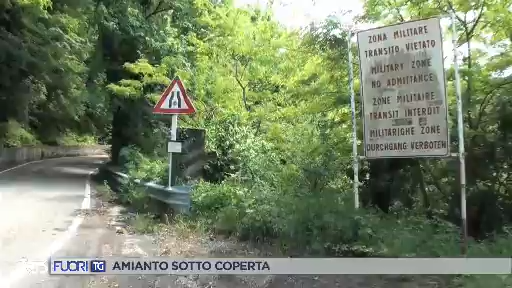 ZONA MILITARE
TRANSITO VIETATO
MILITARY ZONE
NO ADMITTANCE
ZONE MILITAIRE
TRANSIT INTERDIT
MILITARISCHE ZONE
DURCHGANG VERBOTEN
FUORI TG AMIANTO SOTTO COPERTA